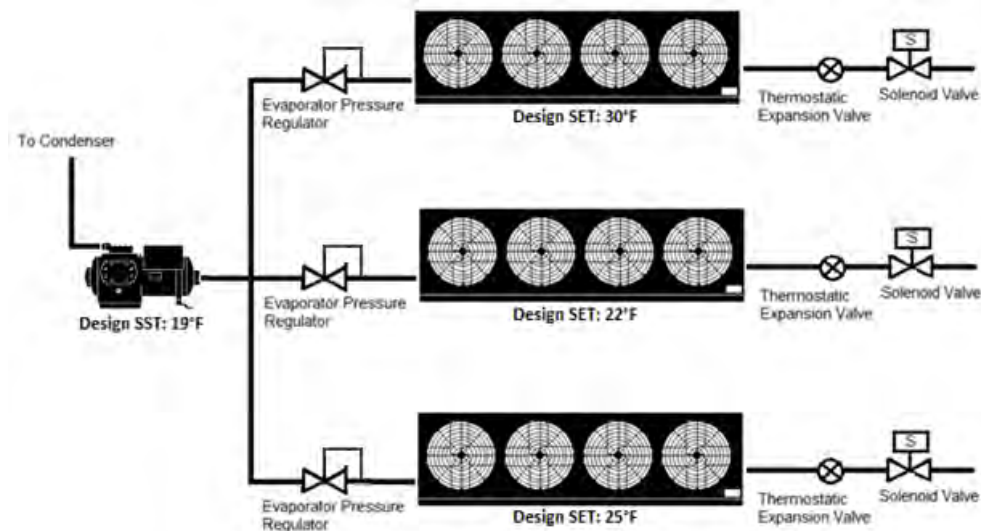 S
Evaporator Pressure
Regulator
Design SET: 30°F
Thermostatic
Expansion Valve
Solenoid Valve
To Condenser
Design SST: 19°F
S
Evaporator Pressure
Regulator
Design SET: 22°F
Thermostatic
Expansion Valve
Solenoid Valve
S
Evaporator Pressure
Regulator
Design SET: 25°F
Thermostatic
Expansion Valve
Solenoid Valve